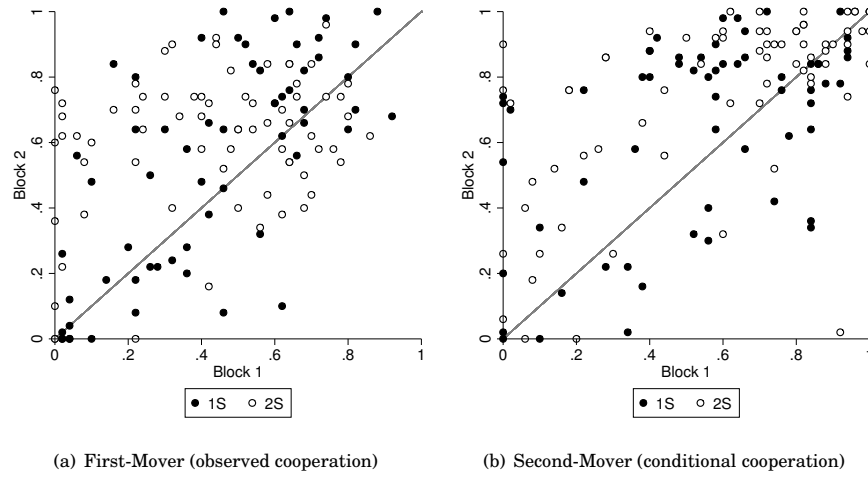 1
.8
.6
.4
.2
0
Block 2
0 .2 .4 .6 .8 1
Block 1
1S 2S
(a) First-Mover (observed cooperation)
1
.8
.6
.4
.2
0
Block 2
0 .2 .4 .6 .8 1
Block 1
1S 2S
(b) Second-Mover (conditional cooperation)